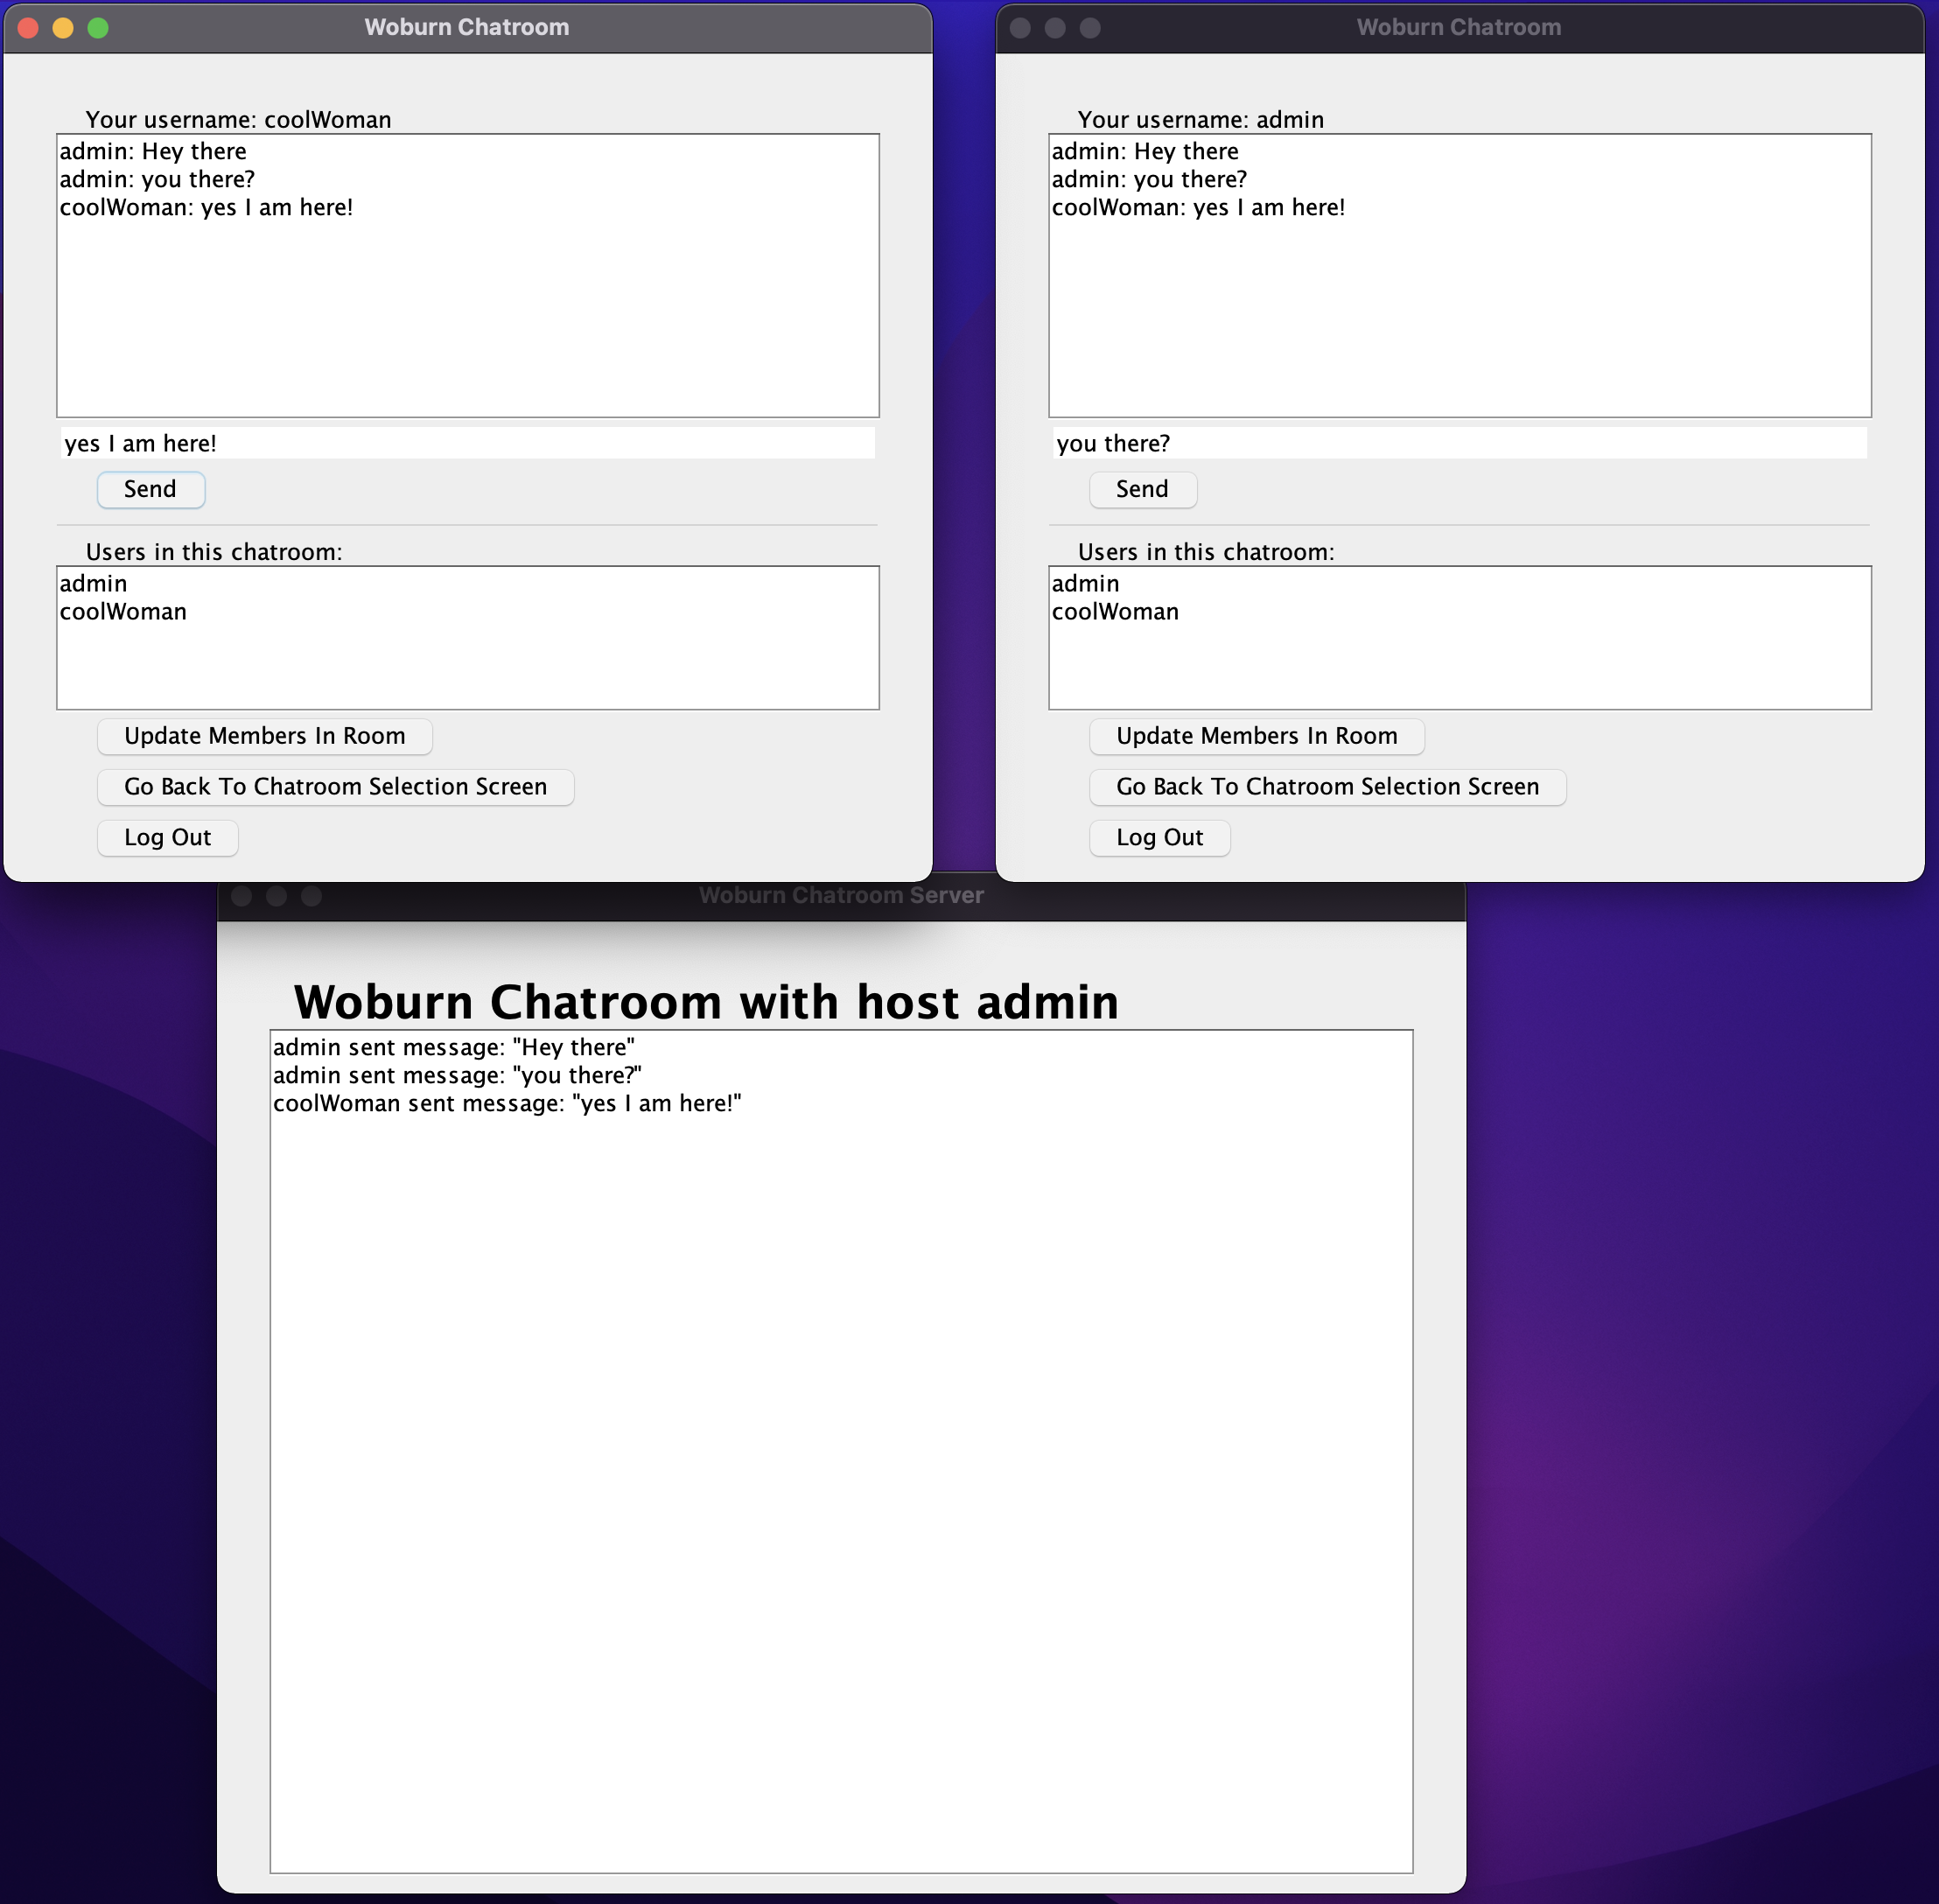 Woburn Chatroom
Your username: coolWoman
admin: Hey there
admin: you there?
coolWoman: yes I am here!
yes I am here!
Send
Users in this chatroom:
admin
coolWoman
Update Members In Room
Go Back To Chatroom Selection Screen
Log Out
Woburn Chatroom
Your username: admin
admin: Hey there
admin: you there?
coolWoman: yes I am here!
you there?
Send
Users in this chatroom:
admin
coolWoman
Update Members In Room
Go Back To Chatroom Selection Screen
Log Out
Woburn Chatroom Server
Woburn Chatroom with host admin
admin sent message: "Hey there"
admin sent message: "you there?"
coolWoman sent message: "yes I am here!"